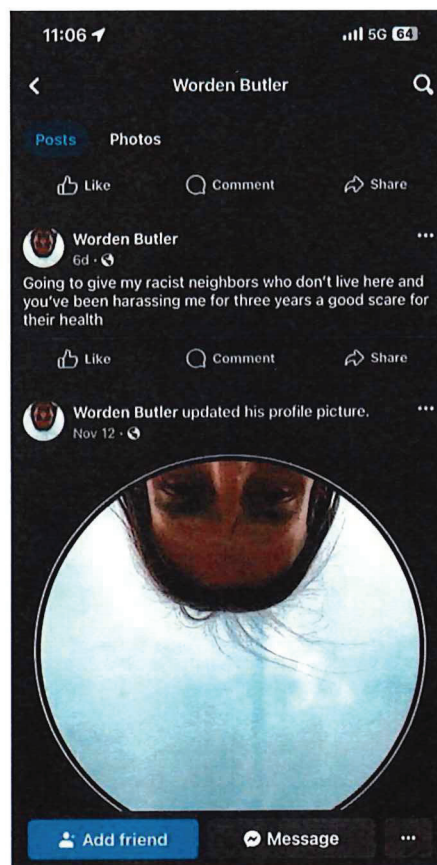 11:06
5G 64
Worden Butler
Posts Photos
Like Comment Share
Worden Butler
6d
Going to give my racist neighbors who don't live here and
you've been harassing me for three years a good scare for
their health
Like Comment Share
Worden Butler updated his profile picture.
Nov 12
Add friend Message